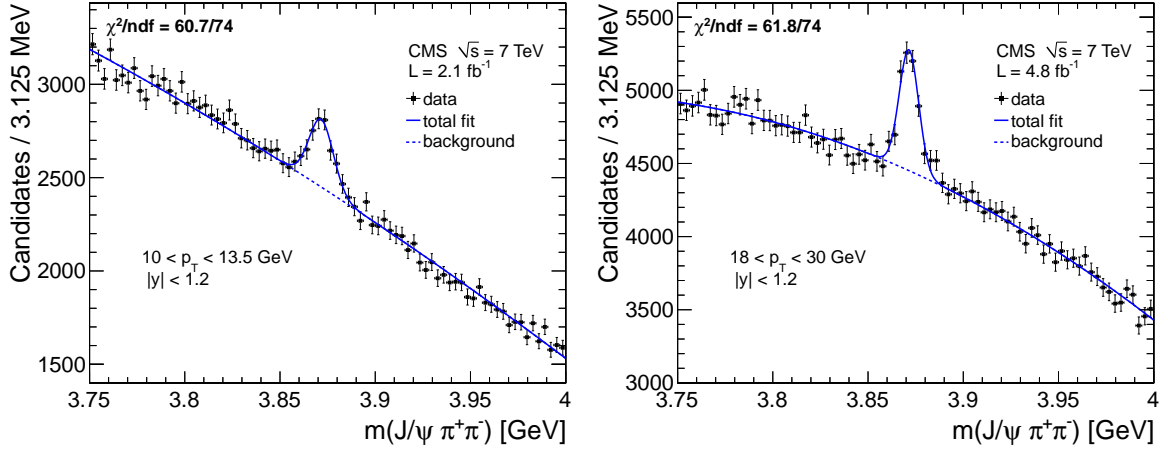 χ²/ndf = 60.7/74
CMS √s = 7 TeV
L = 2.1 fb⁻¹
data
total fit
background
10 < p_T < 13.5 GeV
|y| < 1.2
Candidates / 3.125 MeV
3000
2500
2000
1500
3.75 3.8 3.85 3.9 3.95 4
m(J/ψ π⁺π⁻) [GeV]
χ²/ndf = 61.8/74
CMS √s = 7 TeV
L = 4.8 fb⁻¹
data
total fit
background
18 < p_T < 30 GeV
|y| < 1.2
Candidates / 3.125 MeV
5500
5000
4500
4000
3500
3000
3.75 3.8 3.85 3.9 3.95 4
m(J/ψ π⁺π⁻) [GeV]